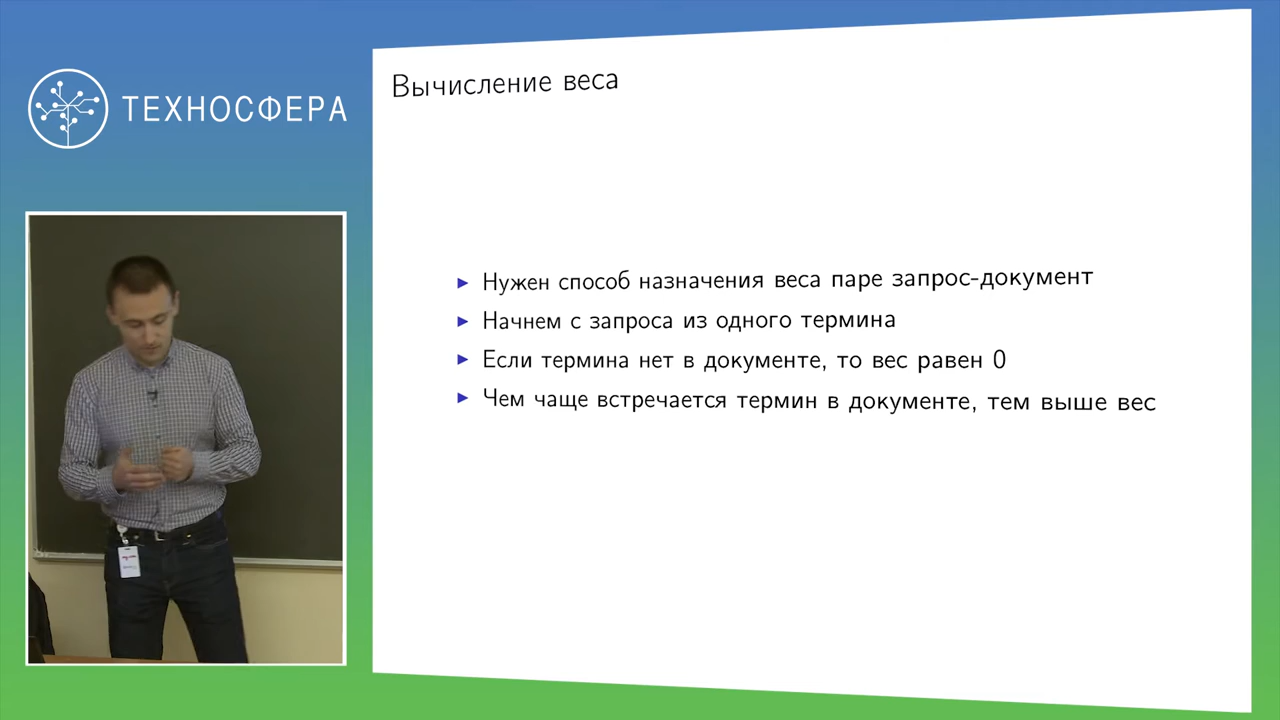 ТЕХНОСФЕРА
Вычисление веса
Нужен способ назначения веса паре запрос-документ
Начнем с запроса из одного термина
Если термина нет в документе, то вес равен 0
Чем чаще встречается термин в документе, тем выше вес